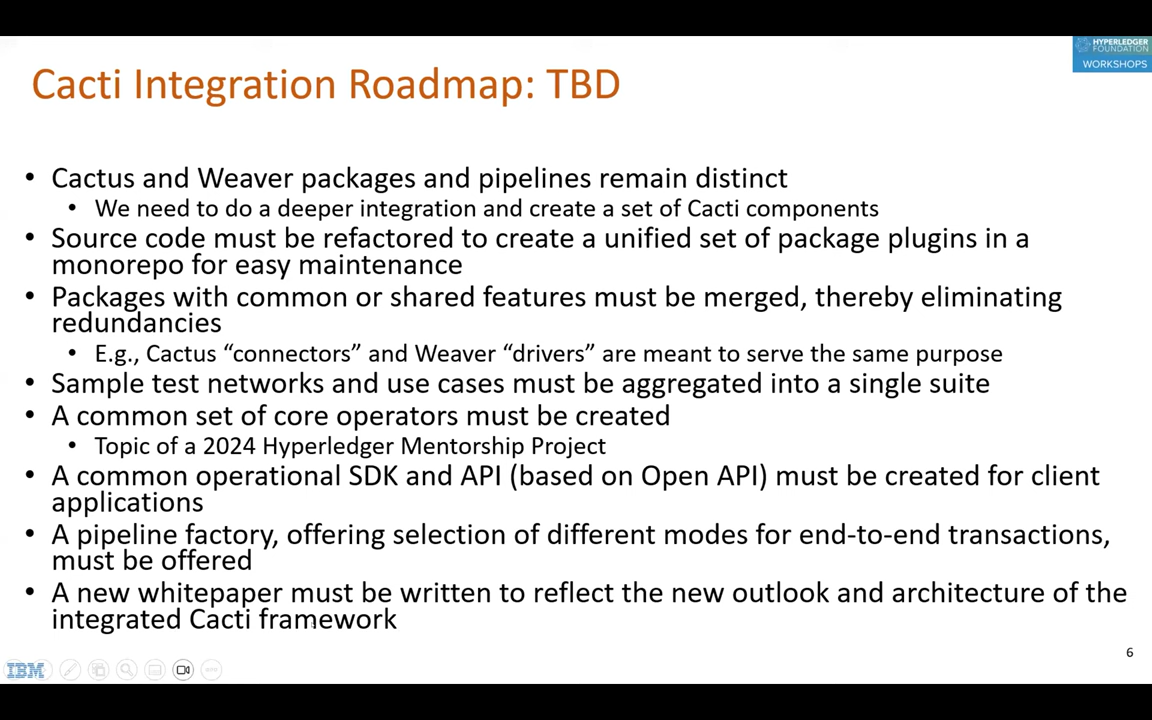 HYPERLEDGER
FOUNDATION
WORKSHOPS
Cacti Integration Roadmap: TBD
• Cactus and Weaver packages and pipelines remain distinct
• We need to do a deeper integration and create a set of Cacti components
• Source code must be refactored to create a unified set of package plugins in a
monorepo for easy maintenance
• Packages with common or shared features must be merged, thereby eliminating
redundancies
• E.g., Cactus “connectors” and Weaver “drivers” are meant to serve the same purpose
• Sample test networks and use cases must be aggregated into a single suite
• A common set of core operators must be created
• Topic of a 2024 Hyperledger Mentorship Project
• A common operational SDK and API (based on Open API) must be created for client
applications
• A pipeline factory, offering selection of different modes for end-to-end transactions,
must be offered
• A new whitepaper must be written to reflect the new outlook and architecture of the
integrated Cacti framework
6
IBM